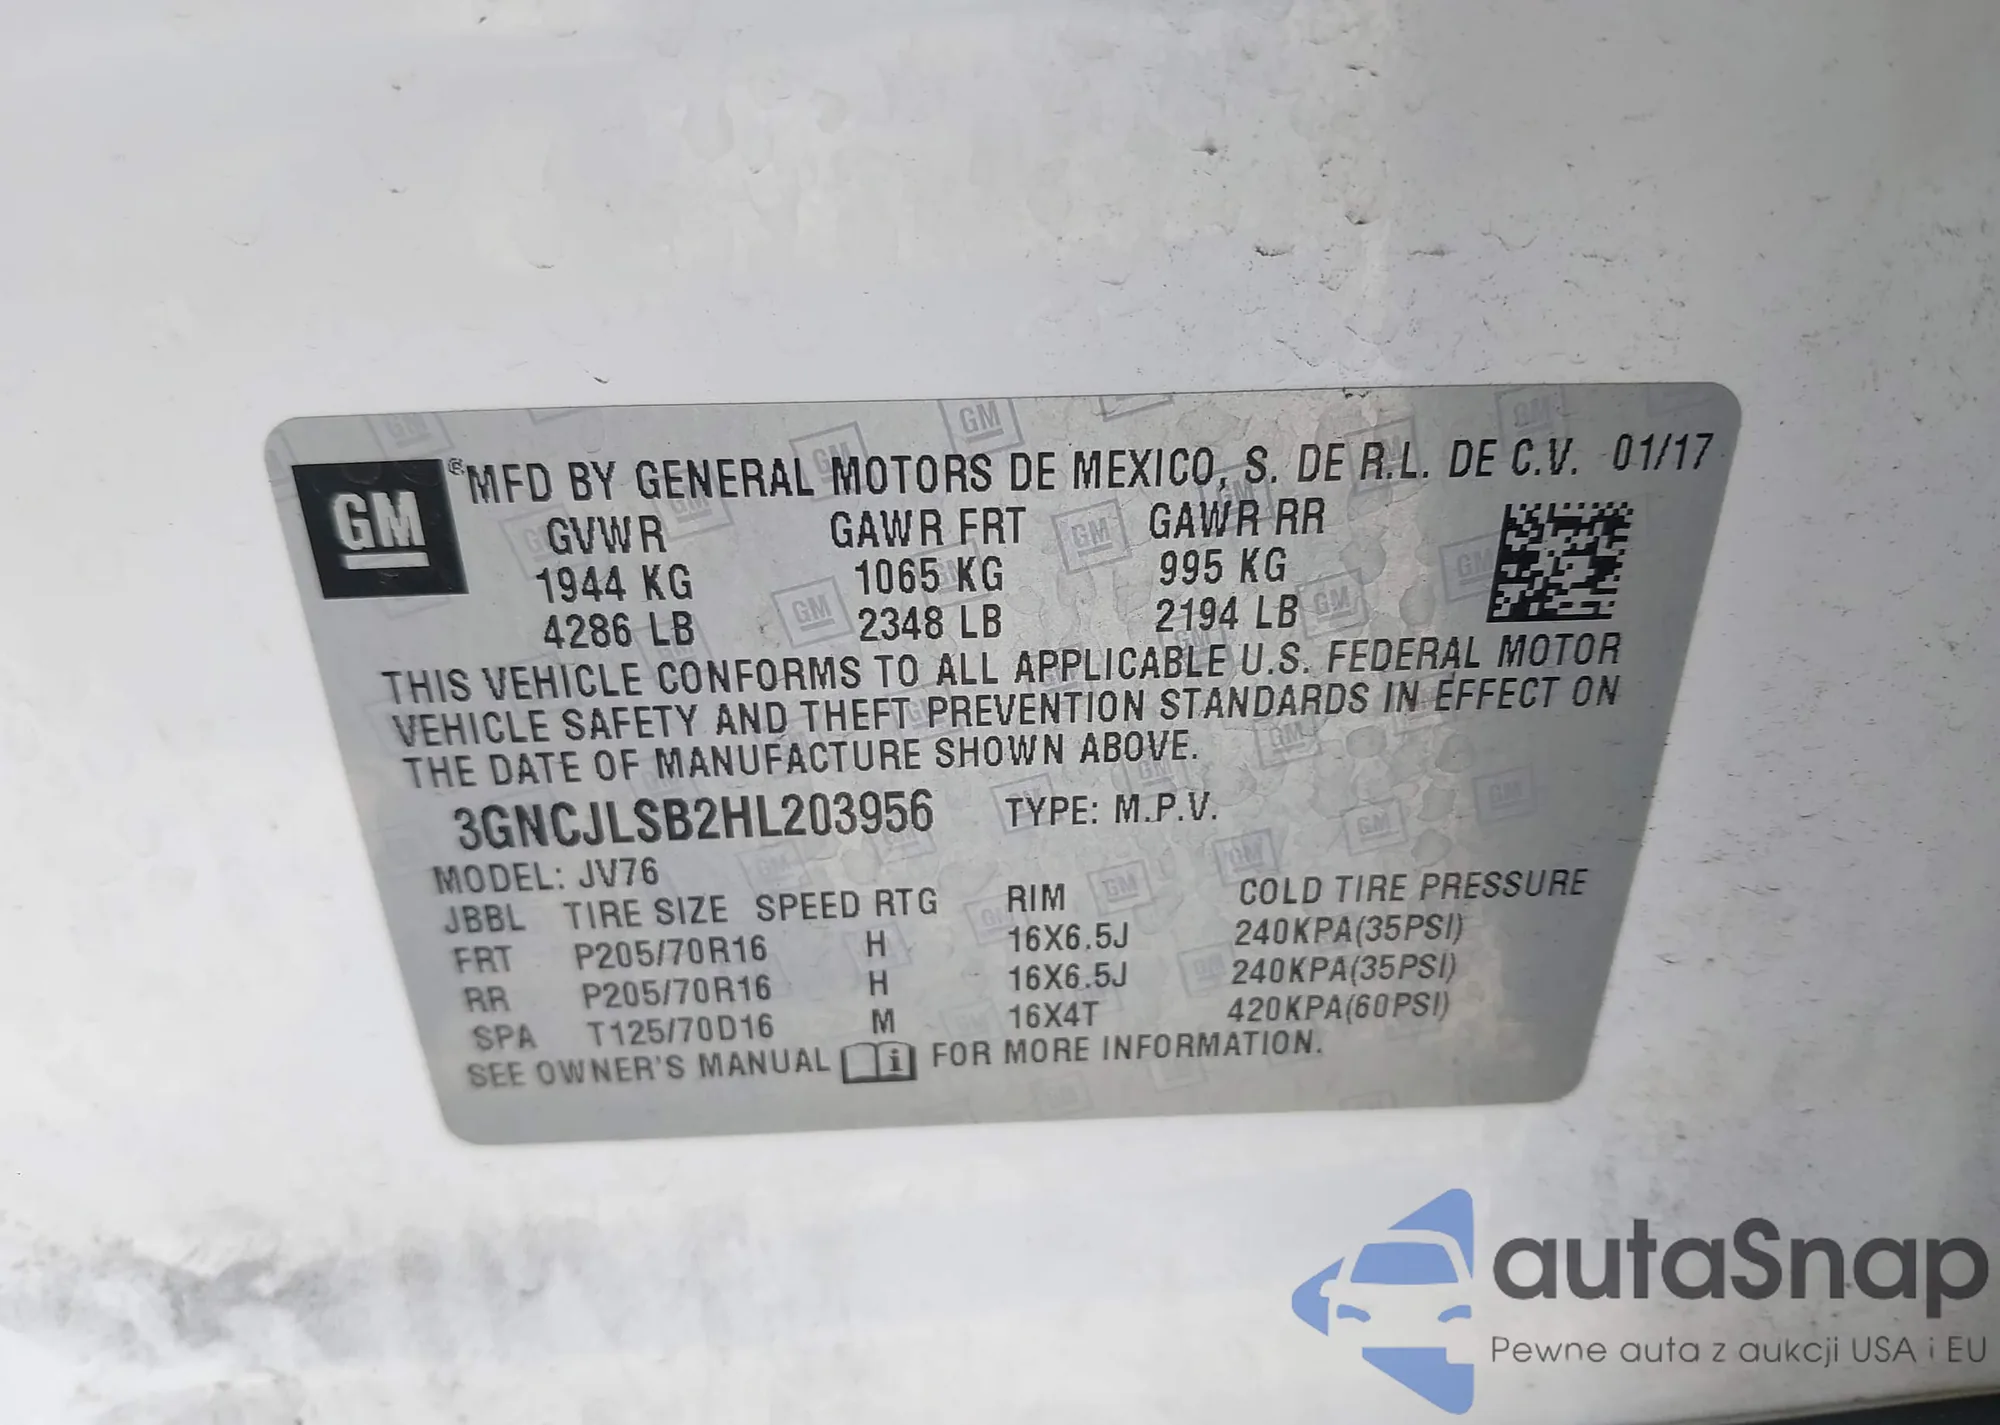 GM
® MFD BY GENERAL MOTORS DE MEXICO, S. DE R.L. DE C.V. 01/17
GVWR GAWR FRT GAWR RR
1944 KG 1065 KG 995 KG
4286 LB 2348 LB 2194 LB
THIS VEHICLE CONFORMS TO ALL APPLICABLE U.S. FEDERAL MOTOR
VEHICLE SAFETY AND THEFT PREVENTION STANDARDS IN EFFECT ON
THE DATE OF MANUFACTURE SHOWN ABOVE.
3GNCJLSB2HL203956 TYPE: M.P.V.
MODEL: JV76
JBBL TIRE SIZE SPEED RTG RIM COLD TIRE PRESSURE
FRT P205/70R16 H 16X6.5J 240KPA(35PSI)
RR P205/70R16 H 16X6.5J 240KPA(35PSI)
SPA T125/70D16 M 16X4T 420KPA(60PSI)
SEE OWNER'S MANUAL i FOR MORE INFORMATION.
autaSnap
Pewne auta z aukcji USA i EU